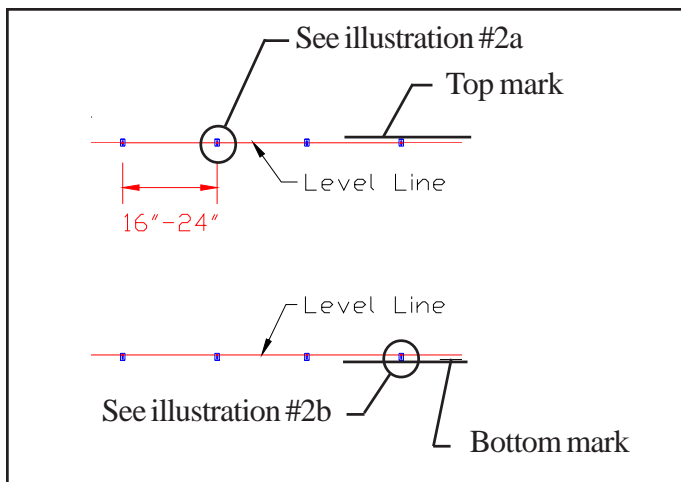 See illustration #2a
Top mark
Level Line
16"-24"
Level Line
See illustration #2b
Bottom mark